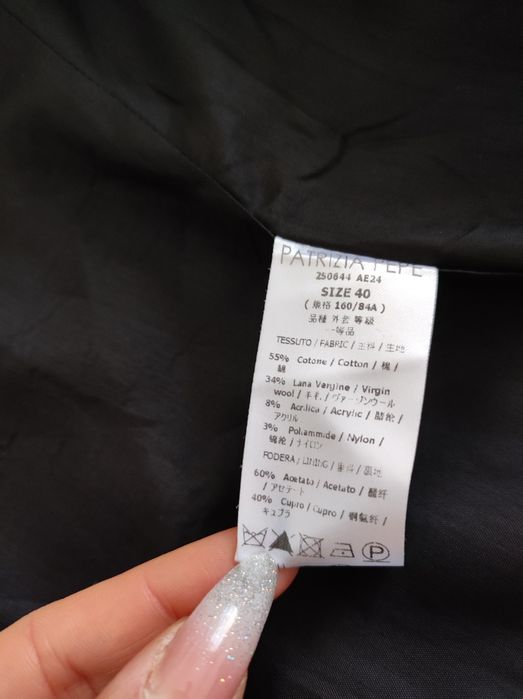 PATRIZIA PEPE
2S0644 AE24
SIZE 40
( 规格 160/84A )
品種 外套 等級
一等品
TESSUTO / FABRIC / 主料 / 生地
55% Cotone / Cotton / 棉 /
綿
34% Lana Vergine / Virgin
wool / 羊毛 / ヴァージンウール
8% Acrilica / Acrylic / 腈纶 /
アクリル
3% Poliammide / Nylon /
锦纶 / ナイロン
FODERA / LINING / 里料 / 裏地
60% Acetato / Acetato / 醋纤
/ アセテート
40% Cupro / Cupro / 铜氨纤 /
キュプラ
P